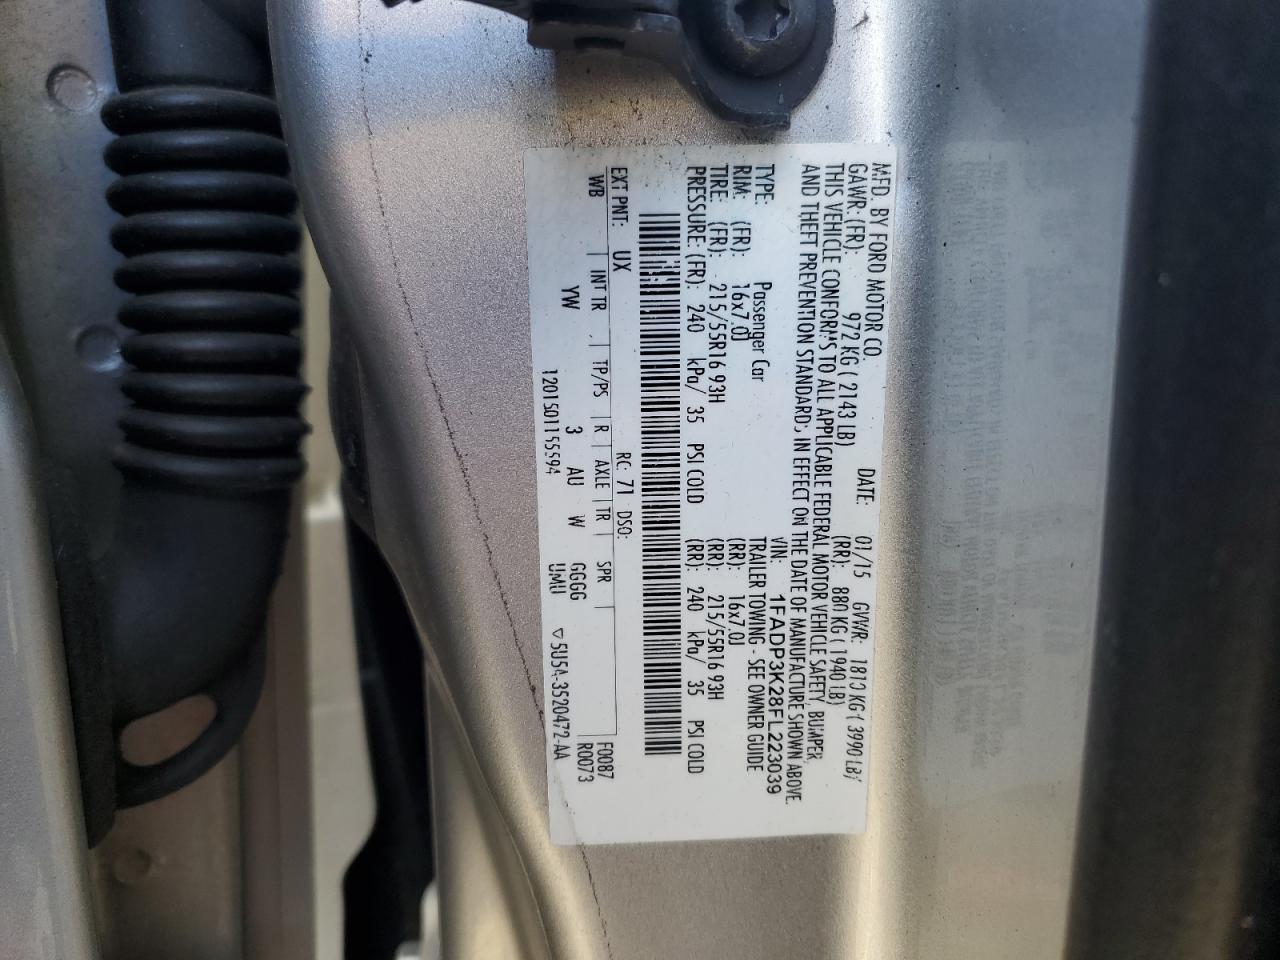 MFD. BY FORD MOTOR CO.
DATE: 01/15 GVWR: 1810 KG ( 3990 LB)
GAWR: (FR): 972 KG ( 2143 LB) (RR): 880 KG ( 1940 LB)
THIS VEHICLE CONFORMS TO ALL APPLICABLE FEDERAL MOTOR VEHICLE SAFETY, BUMPER,
AND THEFT PREVENTION STANDARDS, IN EFFECT ON THE DATE OF MANUFACTURE SHOWN ABOVE.
VIN: 1FADP3K28FL223039
TYPE: Passenger Car TRAILER TOWING - SEE OWNER GUIDE
RIM: (FR): 16x7.0J (RR): 16x7.0J
TIRE: (FR): 215/55R16 93H (RR): 215/55R16 93H
PRESSURE: (FR): 240 kPa/ 35 PSI COLD (RR): 240 kPa/ 35 PSI COLD
EXT PNT: UX RC: 71 DSO: F0087
WB INT TR TP/PS R AXLE TR SPR R0073
YW 3 AU W GGGG
UMU
120150115594 ▽5U5A-3520472-AA